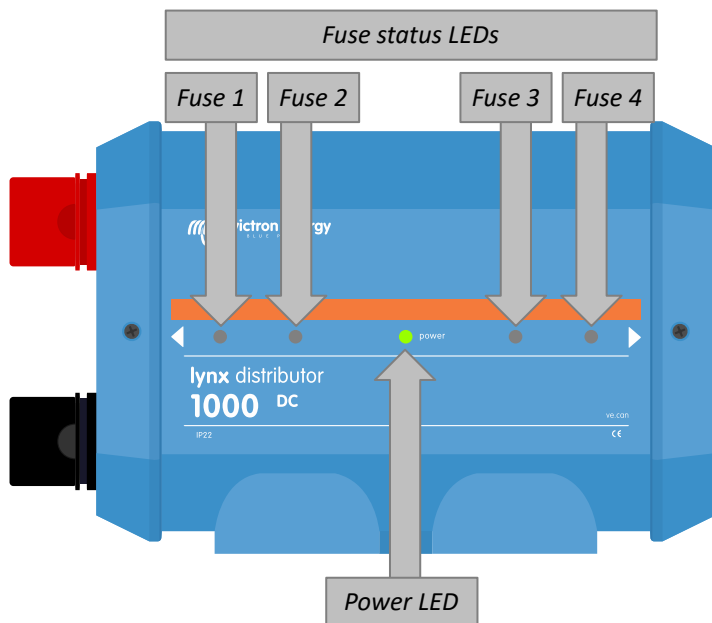 Fuse status LEDs
Fuse 1 Fuse 2 Fuse 3 Fuse 4
power
lynx distributor
1000 DC
ve.can
IP22 CE
Power LED